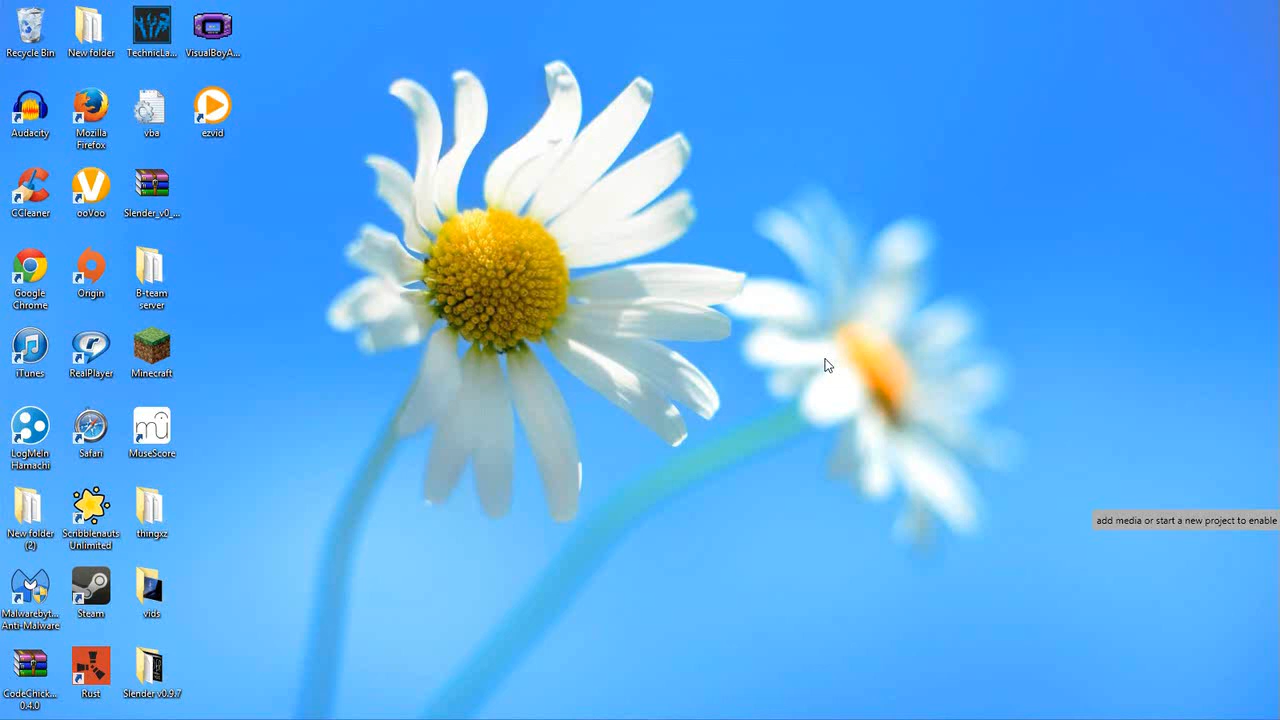 Recycle Bin
New folder
TechnicLa...
VisualBoyA...
Audacity
Mozilla
Firefox
vba
ezvid
CCleaner
ooVoo
Slender_v0_...
Google
Chrome
Origin
B-team
server
iTunes
RealPlayer
Minecraft
LogMeIn
Hamachi
Safari
MuseScore
add media or start a new project to enable
New folder
(2)
Scribblenauts
Unlimited
thingxz
Malwarebyt...
Anti-Malware
Steam
vids
CodeChick...
0.4.0
Rust
Slender v0.9.7